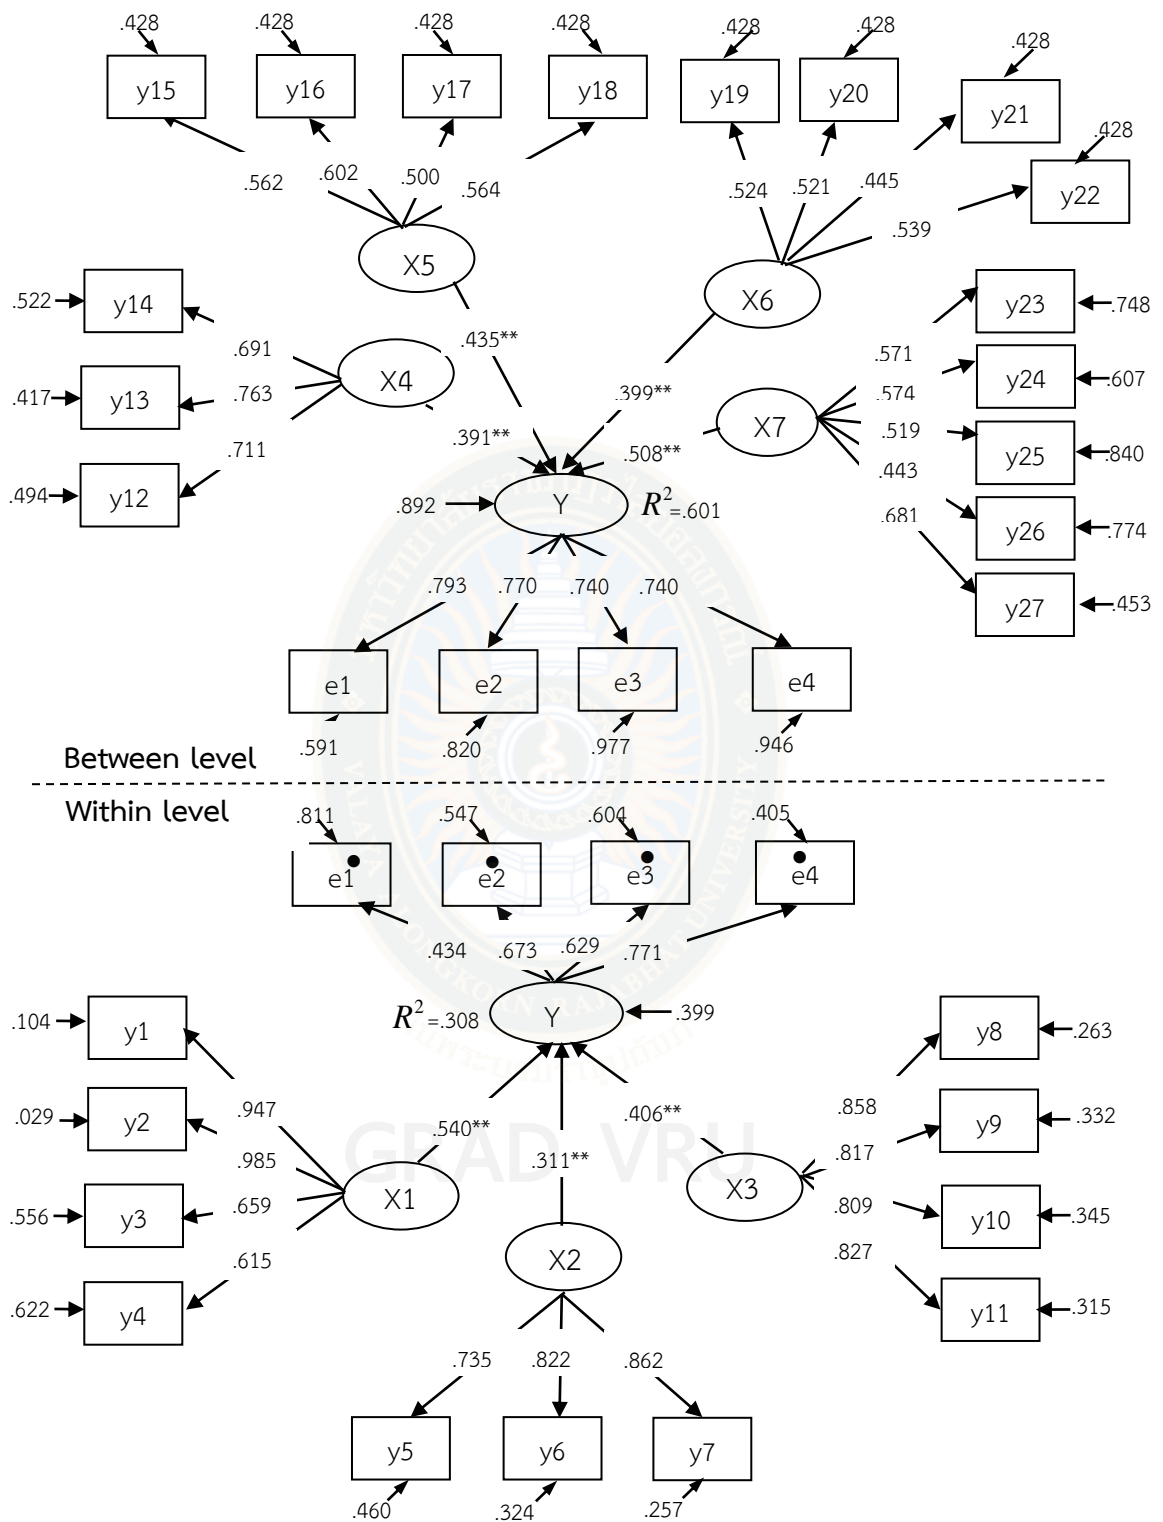 .428 .428 .428 .428 .428 .428 .428
y15 y16 y17 y18 y19 y20 y21
.428
y22
.562 .602 .500 .564 .524 .521 .445
.539
X5 X6
.522 y14 y23 .748
.691 .435** .571
X4 y24 .607
.417 y13 .763 .399** .574
X7
.711 .391** .508** .519 y25 .840
.443
.494 y12 .892 Y R²=.601
.681 y26 .774
.793 .770 .740 .740
y27 .453
e1 e2 e3 e4
.591 .820 .977 .946
Between level
Within level
.811 .547 .604 .405
e1 e2 e3 e4
.434 .673 .629 .771
R²=.308 Y .399
.104 y1 y8 .263
.029 y2 .947 .540** .406** .858 y9 .332
GRAD VRU
.985 .311** .817
X1 X3
.556 y3 .659 .809 y10 .345
X2
.615 .827
.622 y4 y11 .315
.735 .822 .862
y5 y6 y7
.460 .324 .257
VALAYA ALONGKORN RAJABHAT UNIVERSITY